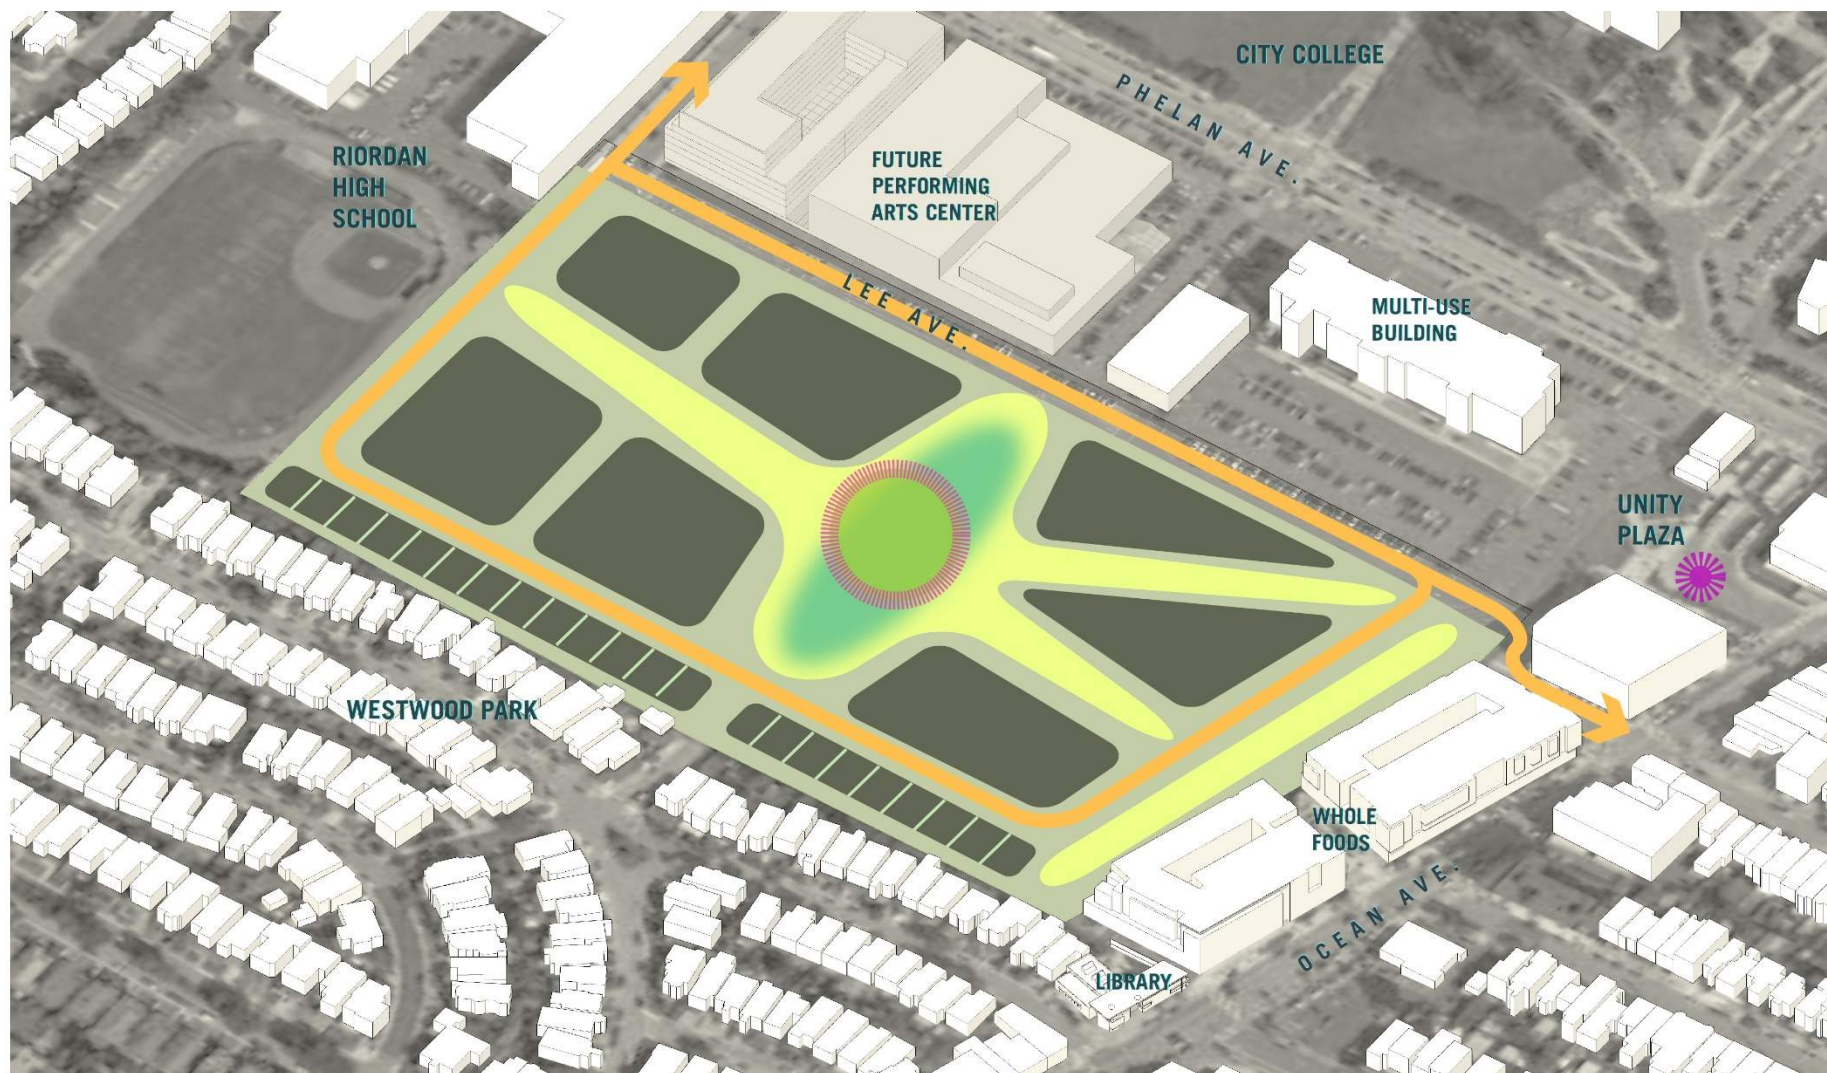 CITY COLLEGE
PHELAN AVE.
RIORDAN
HIGH
SCHOOL
FUTURE
PERFORMING
ARTS CENTER
LEE AVE.
MULTI-USE
BUILDING
UNITY
PLAZA
WESTWOOD PARK
WHOLE
FOODS
OCEAN AVE.
LIBRARY